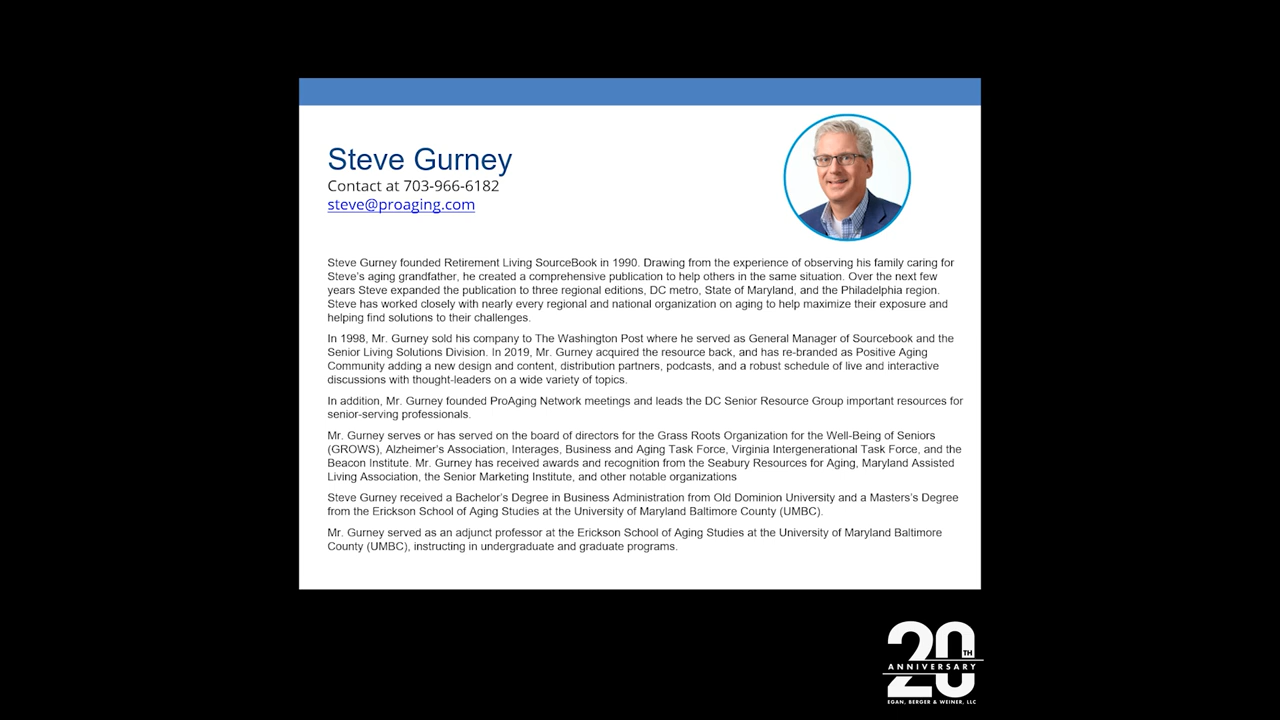 Steve Gurney
Contact at 703-966-6182
steve@proaging.com
Steve Gurney founded Retirement Living SourceBook in 1990. Drawing from the experience of observing his family caring for
Steve's aging grandfather, he created a comprehensive publication to help others in the same situation. Over the next few
years Steve expanded the publication to three regional editions, DC metro, State of Maryland, and the Philadelphia region.
Steve has worked closely with nearly every regional and national organization on aging to help maximize their exposure and
helping find solutions to their challenges.
In 1998, Mr. Gurney sold his company to The Washington Post where he served as General Manager of Sourcebook and the
Senior Living Solutions Division. In 2019, Mr. Gurney acquired the resource back, and has re-branded as Positive Aging
Community adding a new design and content, distribution partners, podcasts, and a robust schedule of live and interactive
discussions with thought-leaders on a wide variety of topics.
In addition, Mr. Gurney founded ProAging Network meetings and leads the DC Senior Resource Group important resources for
senior-serving professionals.
Mr. Gurney serves or has served on the board of directors for the Grass Roots Organization for the Well-Being of Seniors
(GROWS), Alzheimer's Association, Interages, Business and Aging Task Force, Virginia Intergenerational Task Force, and the
Beacon Institute. Mr. Gurney has received awards and recognition from the Seabury Resources for Aging, Maryland Assisted
Living Association, the Senior Marketing Institute, and other notable organizations
Steve Gurney received a Bachelor's Degree in Business Administration from Old Dominion University and a Masters's Degree
from the Erickson School of Aging Studies at the University of Maryland Baltimore County (UMBC).
Mr. Gurney served as an adjunct professor at the Erickson School of Aging Studies at the University of Maryland Baltimore
County (UMBC), instructing in undergraduate and graduate programs.
20TH
ANNIVERSARY
EGAN, BERGER & WEINER, LLC